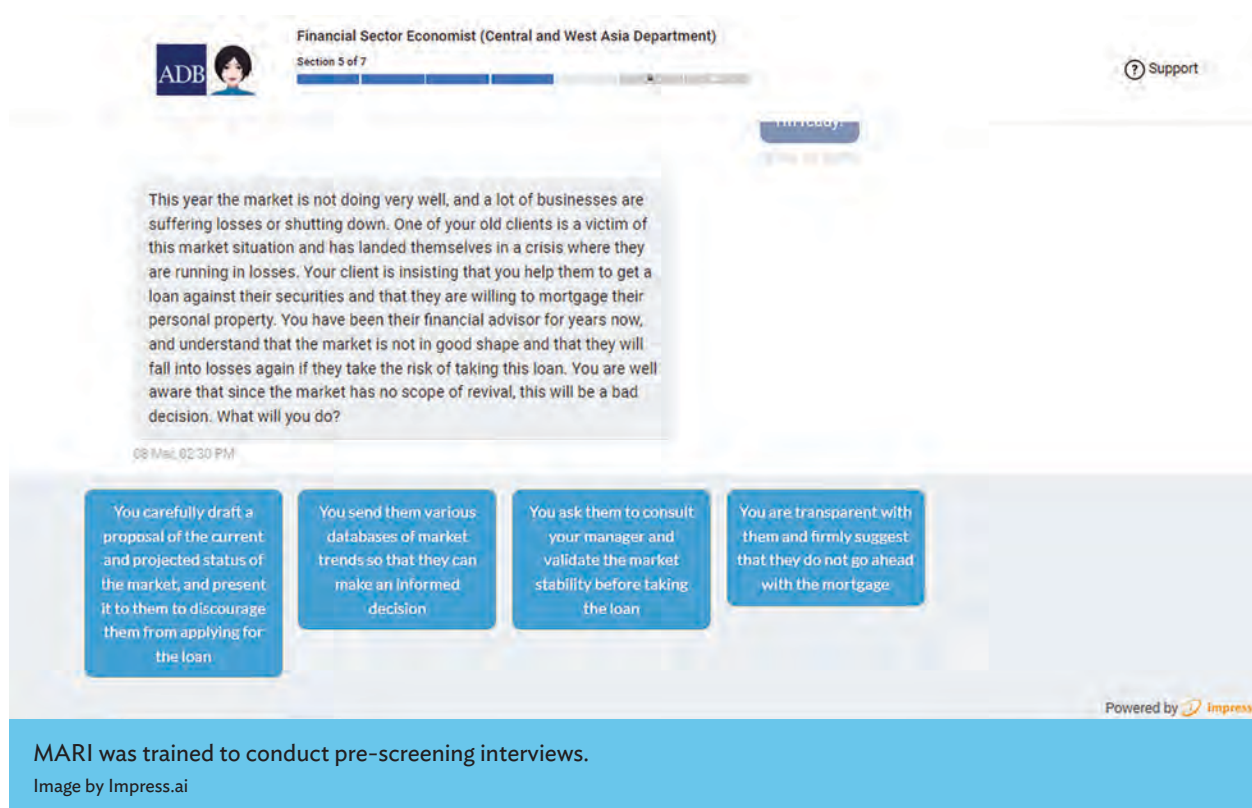 Financial Sector Economist (Central and West Asia Department)
Section 5 of 7
ADB
Support
I'm ready!
This year the market is not doing very well, and a lot of businesses are
suffering losses or shutting down. One of your old clients is a victim of
this market situation and has landed themselves in a crisis where they
are running in losses. Your client is insisting that you help them to get a
loan against their securities and that they are willing to mortgage their
personal property. You have been their financial advisor for years now,
and understand that the market is not in good shape and that they will
fall into losses again if they take the risk of taking this loan. You are well
aware that since the market has no scope of revival, this will be a bad
decision. What will you do?
08 Mar, 02:30 PM
You carefully draft a
proposal of the current
and projected status of
the market, and present
it to them to discourage
them from applying for
the loan
You send them various
databases of market
trends so that they can
make an informed
decision
You ask them to consult
your manager and
validate the market
stability before taking
the loan
You are transparent with
them and firmly suggest
that they do not go ahead
with the mortgage
Powered by impress
MARI was trained to conduct pre-screening interviews.
Image by Impress.ai